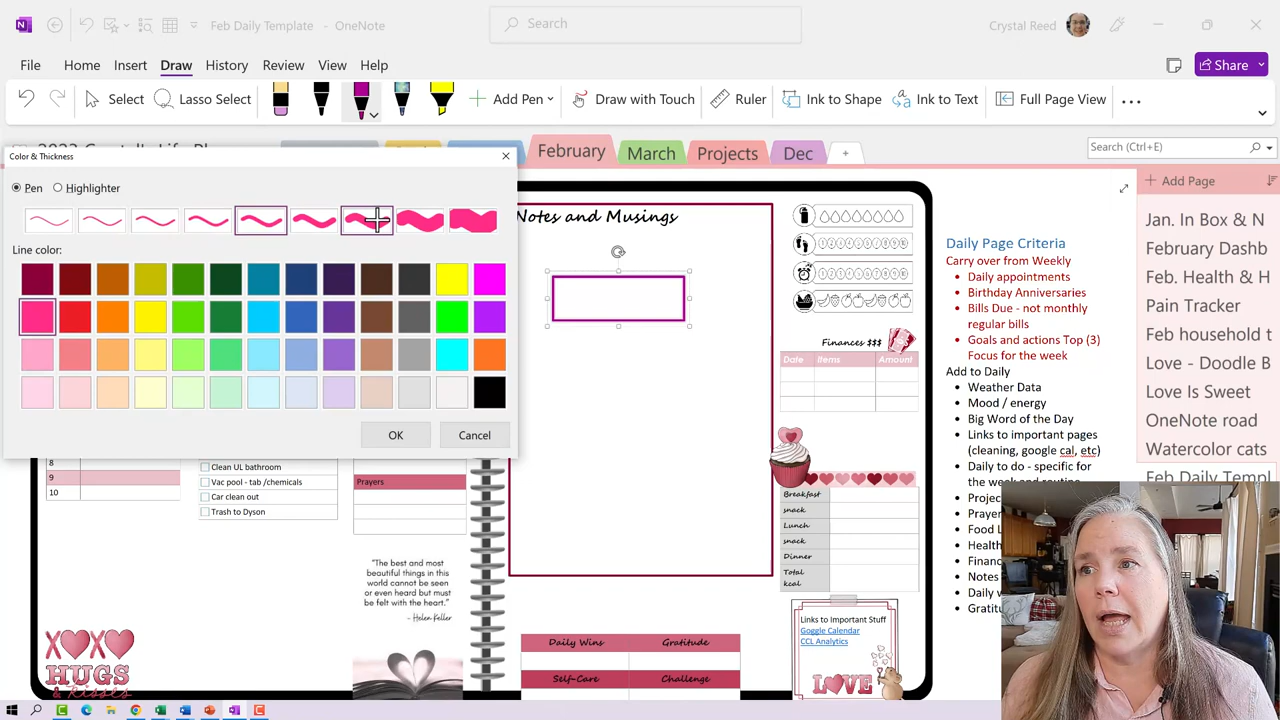 Feb Daily Template - OneNote
Search
Crystal Reed
File
Home
Insert
Draw
History
Review
View
Help
Share
Select
Lasso Select
Add Pen
Draw with Touch
Ruler
Ink to Shape
Ink to Text
Full Page View
February
March
Projects
Dec
+
Search (Ctrl+E)
Color & Thickness
Pen
Highlighter
Line color:
OK
Cancel
Notes and Musings
Add Page
Jan. In Box & N
February Dashb
Feb. Health & H
Pain Tracker
Feb household t
Love - Doodle B
Love Is Sweet
OneNote road
Watercolor cats
Feb Daily Templ
Daily Page Criteria
Carry over from Weekly
Daily appointments
Birthday Anniversaries
Bills Due - not monthly
regular bills
Goals and actions Top (3)
Focus for the week
Add to Daily
Weather Data
Mood / energy
Big Word of the Day
Links to important pages
(cleaning, google cal, etc)
Daily to do - specific for
the week and routine
Finances $$$
Date Items Amount
Breakfast
snack
Lunch
snack
Dinner
Total
kcal
Links to Important Stuff
Goggle Calendar
CCL Analytics
LOVE
8
9
10
Clean UL bathroom
Vac pool - tab /chemicals
Car clean out
Trash to Dyson
Prayers
The best and most
beautiful things in this
world cannot be seen
or even heard but must
be felt with the heart."
- Helen Keller
XOXO
HUGS
& Kisses
Daily Wins
Gratitude
Self-Care
Challenge